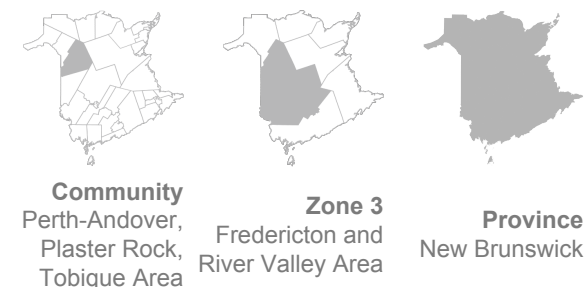 Community
Perth-Andover,
Plaster Rock,
Tobique Area
Zone 3
Fredericton and
River Valley Area
Province
New Brunswick